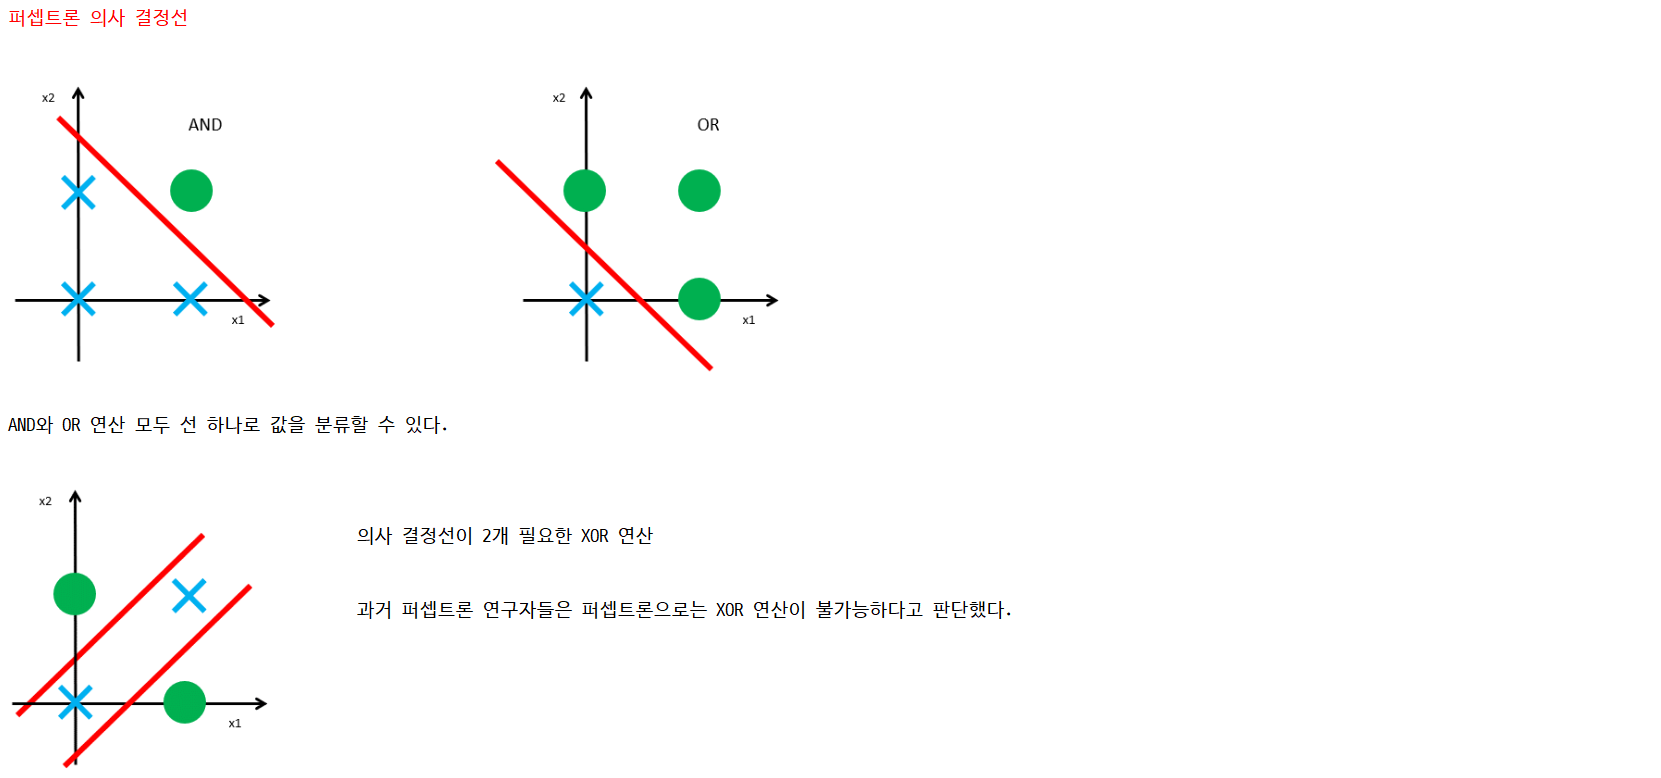 퍼셉트론 의사 결정선
x2
AND
x1
x2
OR
x1
AND와 OR 연산 모두 선 하나로 값을 분류할 수 있다.
x2
x1
의사 결정선이 2개 필요한 XOR 연산
과거 퍼셉트론 연구자들은 퍼셉트론으로는 XOR 연산이 불가능하다고 판단했다.